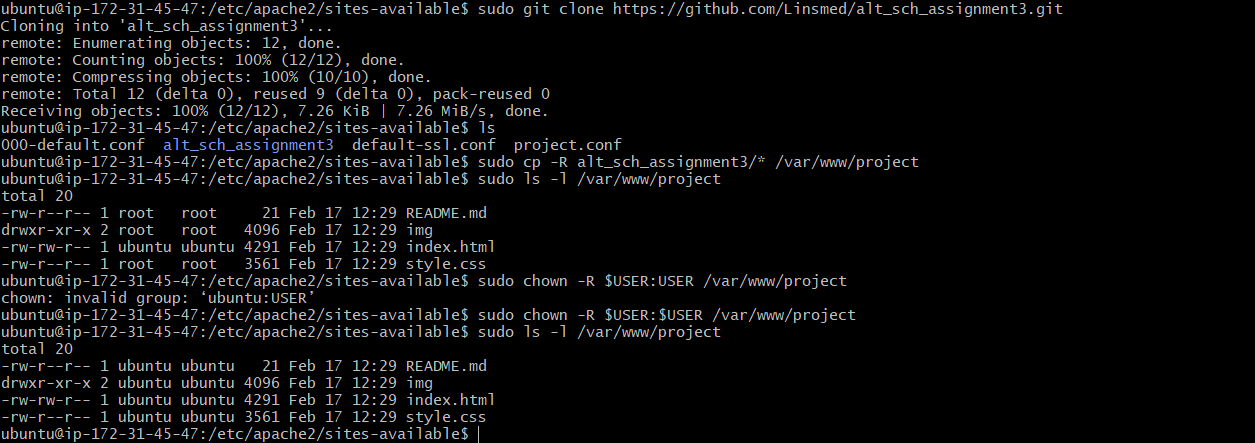 ubuntu@ip-172-31-45-47:/etc/apache2/sites-available$ sudo git clone https://github.com/Linsmed/alt_sch_assignment3.git
Cloning into 'alt_sch_assignment3'...
remote: Enumerating objects: 12, done.
remote: Counting objects: 100% (12/12), done.
remote: Compressing objects: 100% (10/10), done.
remote: Total 12 (delta 0), reused 9 (delta 0), pack-reused 0
Receiving objects: 100% (12/12), 7.26 KiB | 7.26 MiB/s, done.
ubuntu@ip-172-31-45-47:/etc/apache2/sites-available$ ls
000-default.conf  alt_sch_assignment3  default-ssl.conf  project.conf
ubuntu@ip-172-31-45-47:/etc/apache2/sites-available$ sudo cp -R alt_sch_assignment3/* /var/www/project
ubuntu@ip-172-31-45-47:/etc/apache2/sites-available$ sudo ls -l /var/www/project
total 20
-rw-r--r-- 1 root   root     21 Feb 17 12:29 README.md
drwxr-xr-x 2 root   root   4096 Feb 17 12:29 img
-rw-rw-r-- 1 ubuntu ubuntu 4291 Feb 17 12:29 index.html
-rw-r--r-- 1 root   root   3561 Feb 17 12:29 style.css
ubuntu@ip-172-31-45-47:/etc/apache2/sites-available$ sudo chown -R $USER:USER /var/www/project
chown: invalid group: ‘ubuntu:USER’
ubuntu@ip-172-31-45-47:/etc/apache2/sites-available$ sudo chown -R $USER:$USER /var/www/project
ubuntu@ip-172-31-45-47:/etc/apache2/sites-available$ sudo ls -l /var/www/project
total 20
-rw-r--r-- 1 ubuntu ubuntu   21 Feb 17 12:29 README.md
drwxr-xr-x 2 ubuntu ubuntu 4096 Feb 17 12:29 img
-rw-rw-r-- 1 ubuntu ubuntu 4291 Feb 17 12:29 index.html
-rw-r--r-- 1 ubuntu ubuntu 3561 Feb 17 12:29 style.css
ubuntu@ip-172-31-45-47:/etc/apache2/sites-available$